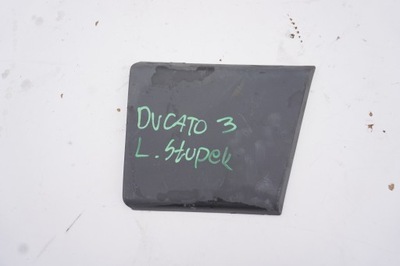 DUCATO 3
L. Słupek